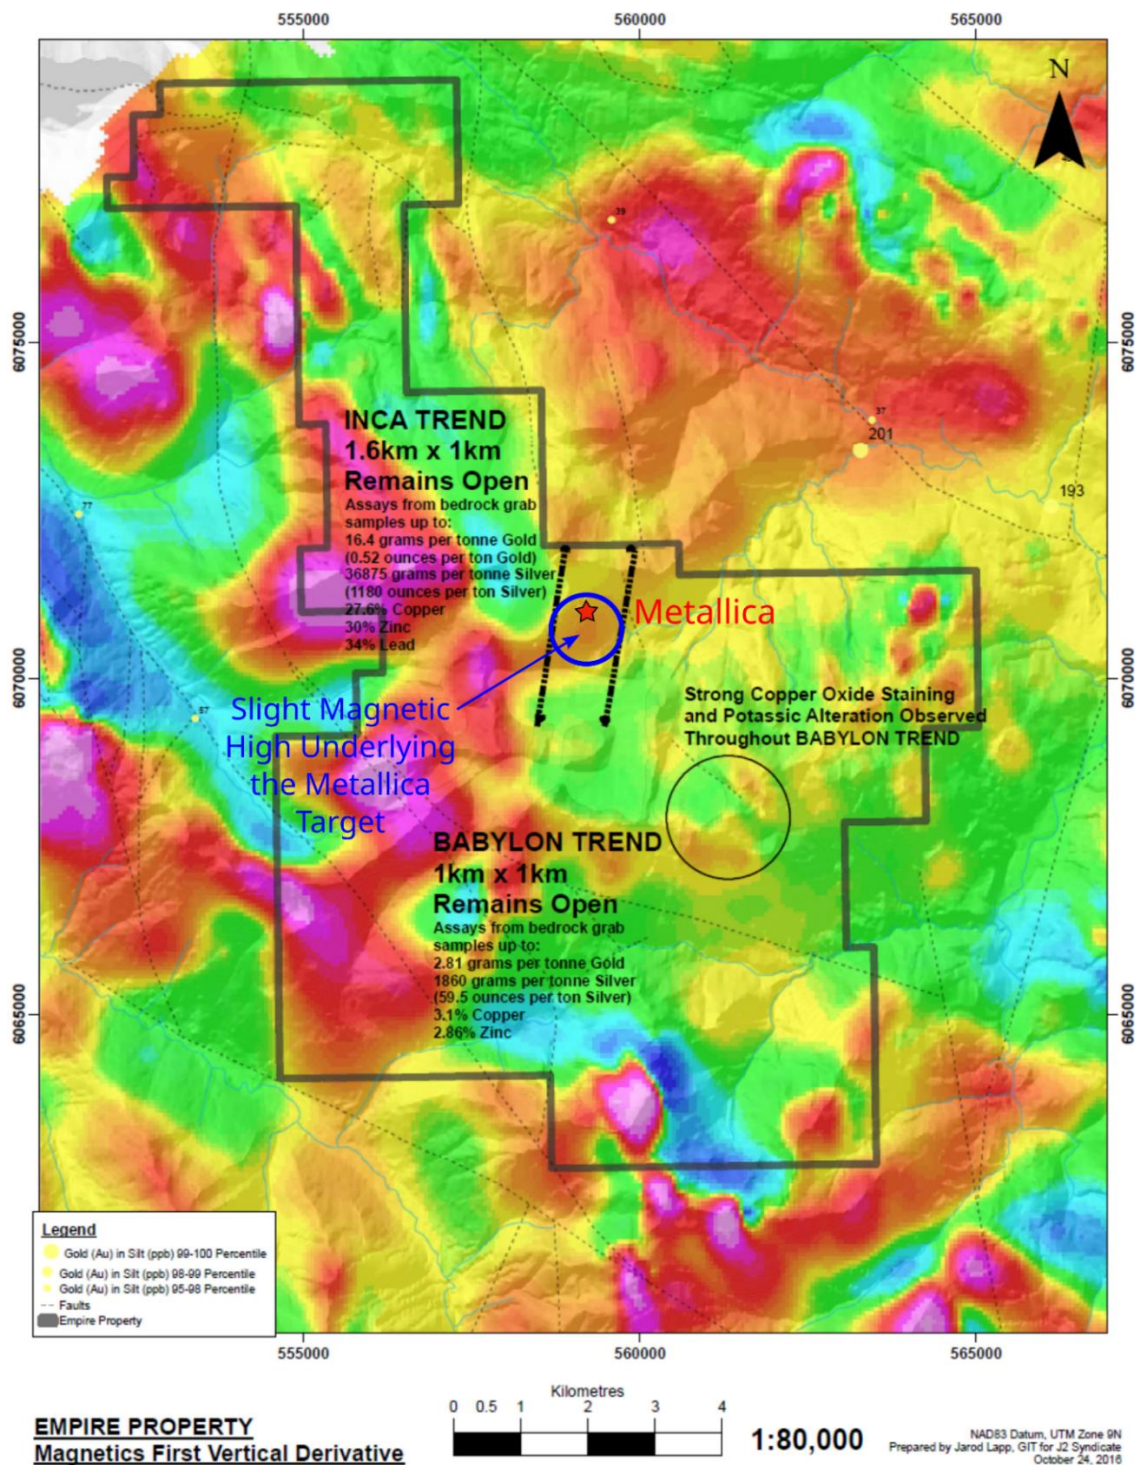 555000
560000
565000
N
39
6075000
6075000
INCA TREND
1.6km x 1km
Remains Open
Assays from bedrock grab
samples up to:
16.4 grams per tonne Gold
(0.52 ounces per ton Gold)
36875 grams per tonne Silver
(1180 ounces per ton Silver)
27.6% Copper
30% Zinc
34% Lead
37
201
193
77
Metallica
6070000
6070000
57
Slight Magnetic
High Underlying
the Metallica
Target
Strong Copper Oxide Staining
and Potassic Alteration Observed
Throughout BABYLON TREND
BABYLON TREND
1km x 1km
Remains Open
Assays from bedrock grab
samples up to:
2.81 grams per tonne Gold
1860 grams per tonne Silver
(59.5 ounces per ton Silver)
3.1% Copper
2.86% Zinc
6065000
6065000
Legend
Gold (Au) in Silt (ppb) 99-100 Percentile
Gold (Au) in Silt (ppb) 98-99 Percentile
Gold (Au) in Silt (ppb) 95-98 Percentile
Faults
Empire Property
555000
560000
565000
Kilometres
0 0.5 1 2 3 4
EMPIRE PROPERTY
Magnetics First Vertical Derivative
1:80,000
NAD83 Datum, UTM Zone 9N
Prepared by Jarod Lapp, GIT for J2 Syndicate
October 24, 2016